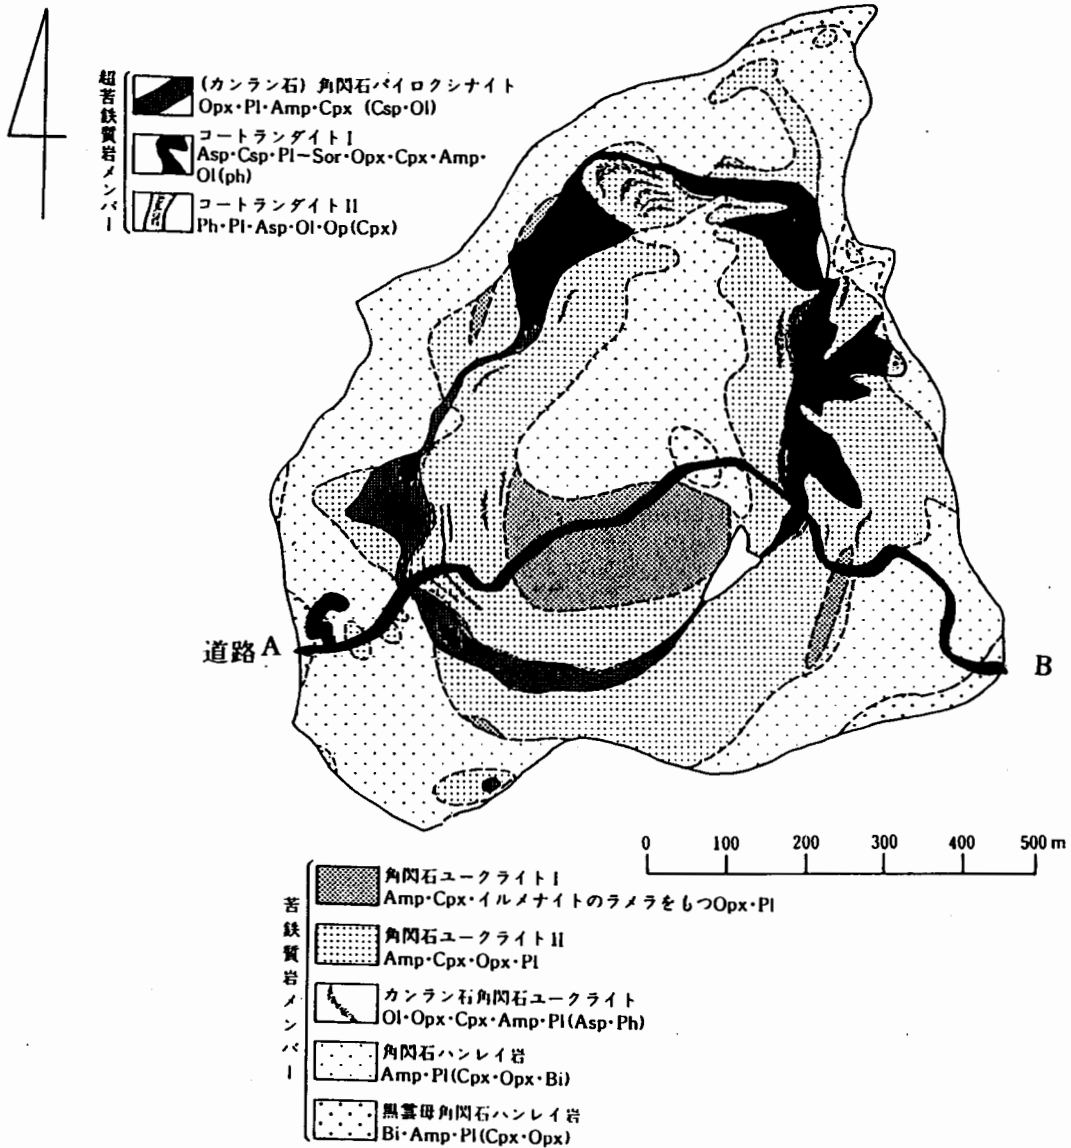 超苦鉄質岩メンバー
(カンラン石) 角閃石パイロクシナイト
Opx・Pl・Amp・Cpx (Csp・Ol)
コートランダイトI
Asp・Csp・Pl~Sor・Opx・Cpx・Amp・
Ol(ph)
コートランダイトII
Ph・Pl・Asp・Ol・Op(Cpx)
道路 A
B
0 100 200 300 400 500 m
苦鉄質岩メンバー
角閃石ユークライトI
Amp・Cpx・イルメナイトのラメラをもつOpx・Pl
角閃石ユークライトII
Amp・Cpx・Opx・Pl
カンラン石角閃石ユークライト
Ol・Opx・Cpx・Amp・Pl(Asp・Ph)
角閃石ハンレイ岩
Amp・Pl(Cpx・Opx・Bi)
黒雲母角閃石ハンレイ岩
Bi・Amp・Pl(Cpx・Opx)